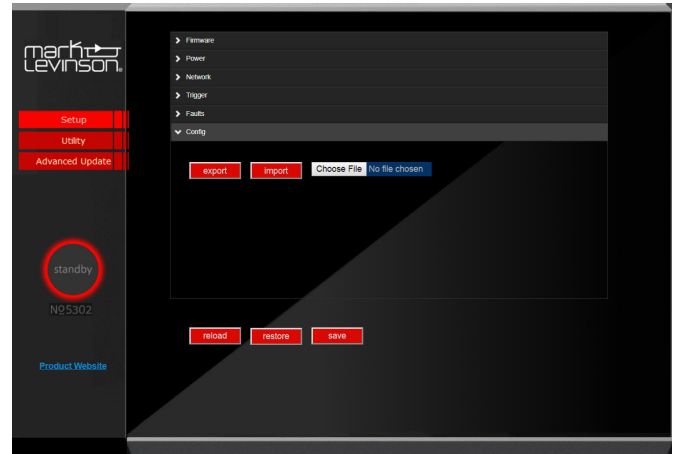 mark
Levinson®
Setup
Utility
Advanced Update
standby
№5302
Product Website
Firmware
Power
Network
Trigger
Faults
Config
export import Choose File No file chosen
reload restore save